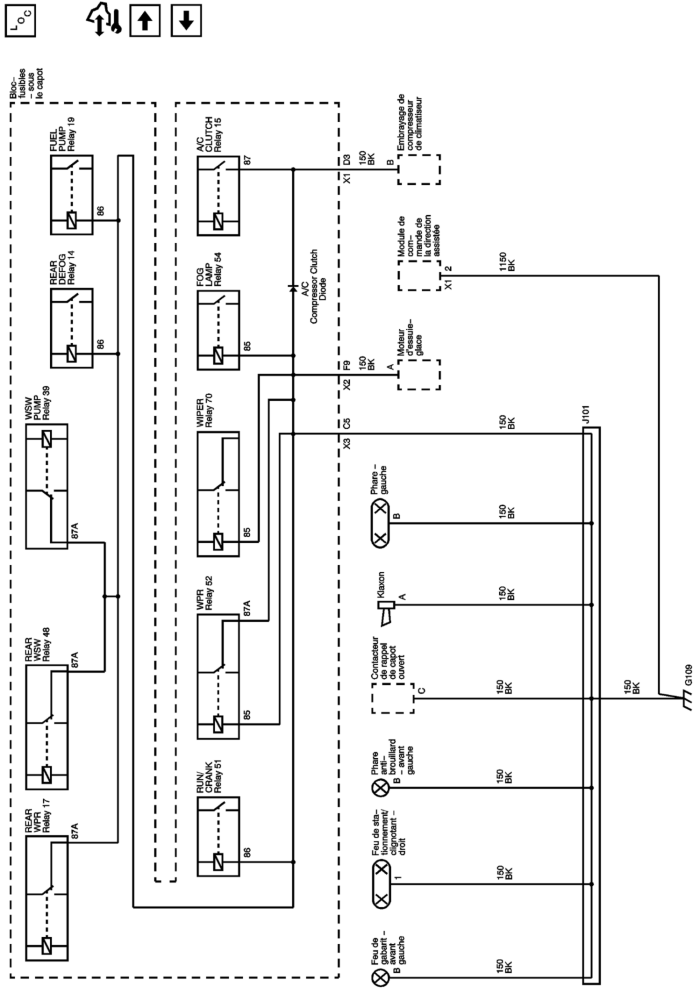 LOC
Bloc–
fusibles
– sous
le capot
REAR
WPR
Relay 17
87A
REAR
WSW
Relay 48
87A
WSW
PUMP
Relay 39
87A
REAR
DEFOG
Relay 14
86
FUEL
PUMP
Relay 19
86
RUN/
CRANK
Relay 51
86
WPR
Relay 52
85
87A
WIPER
Relay 70
85
FOG
LAMP
Relay 54
85
A/C
CLUTCH
Relay 15
87
A/C
Compressor Clutch
Diode
X3
C5
X2
F9
150
BK
X1
D3
150
BK
A
Moteur
d'essuie–
glace
Module de
com–
mande de
la direction
assistée
X1
2
1150
BK
B
Embrayage de
compresseur
de climatiseur
Feu de
gabarit –
avant
gauche
B
Feu de sta–
tionnement/
clignotant –
droit
1
Phare
anti–
brouillard
– avant
gauche
B
Contacteur
de rappel
de capot
ouvert
C
Klaxon
A
Phare –
gauche
B
150
BK
150
BK
150
BK
150
BK
150
BK
150
BK
150
BK
J101
150
BK
G109